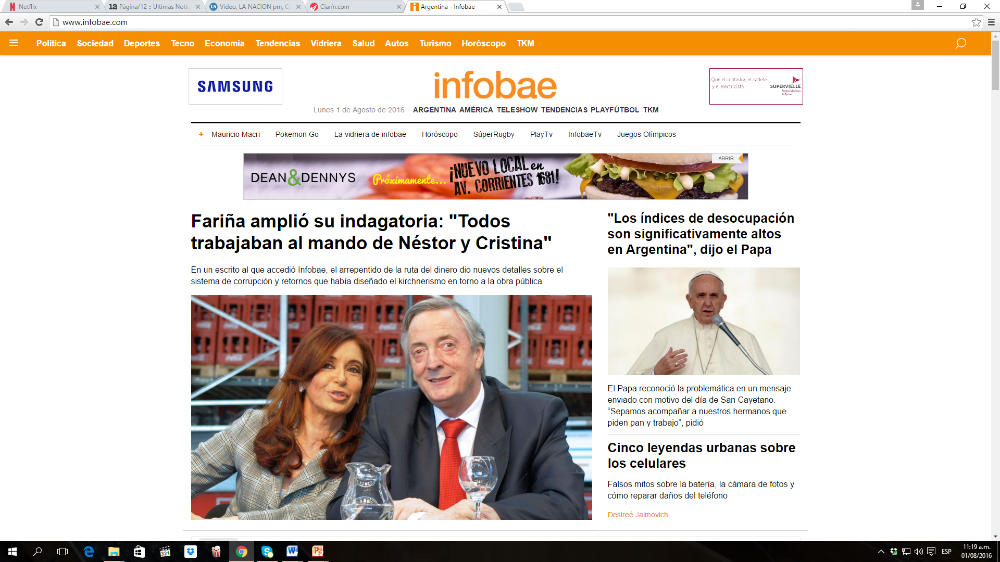 Netflix
Página/12 :: Ultimas Notic
Video, LA NACION pm, C
Clarín.com
Argentina - Infobae
www.infobae.com
Política Sociedad Deportes Tecno Economía Tendencias Vidriera Salud Autos Turismo Horóscopo TKM
SAMSUNG
infobae
Que el contador, el cadete
y el electricista
SUPERVIELLE
Emprendedores
& Pymes
Lunes 1 de Agosto de 2016 ARGENTINA AMÉRICA TELESHOW TENDENCIAS PLAYFÚTBOL TKM
+ Mauricio Macri Pokemon Go La vidriera de infobae Horóscopo SúperRugby PlayTv InfobaeTv Juegos Olímpicos
DEAN&DENNYS
Próximamente...
¡NUEVO LOCAL en
AV. CORRIENTES 1681!
ABRIR
Fariña amplió su indagatoria: "Todos
trabajaban al mando de Néstor y Cristina"
En un escrito al que accedió Infobae, el arrepentido de la ruta del dinero dio nuevos detalles sobre el
sistema de corrupción y retornos que había diseñado el kirchnerismo en torno a la obra pública
"Los índices de desocupación
son significativamente altos
en Argentina", dijo el Papa
El Papa reconoció la problemática en un mensaje
enviado con motivo del día de San Cayetano.
“Sepamos acompañar a nuestros hermanos que
piden pan y trabajo”, pidió
Cinco leyendas urbanas sobre
los celulares
Falsos mitos sobre la batería, la cámara de fotos y
cómo reparar daños del teléfono
Desireé Jaimovich
321
ESP
11:19 a.m.
01/08/2016